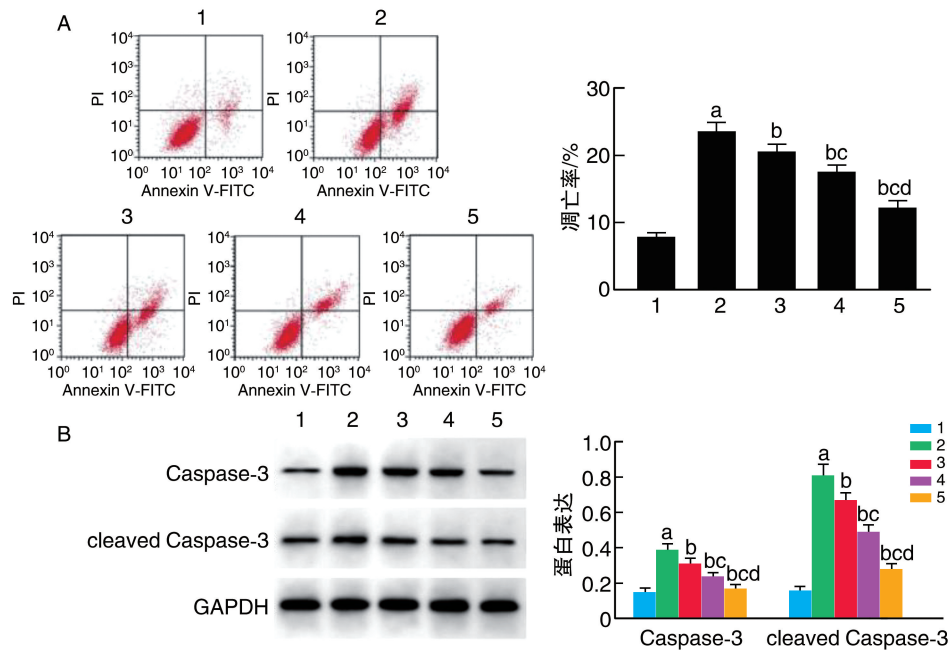 A
1
2
10⁴
10³
10²
10¹
10⁰
PI
10⁰ 10¹ 10² 10³ 10⁴
Annexin V-FITC
10⁴
10³
10²
10¹
10⁰
PI
10⁰ 10¹ 10² 10³ 10⁴
Annexin V-FITC
3
4
5
10⁴
10³
10²
10¹
10⁰
PI
10⁰ 10¹ 10² 10³ 10⁴
Annexin V-FITC
10⁴
10³
10²
10¹
10⁰
PI
10⁰ 10¹ 10² 10³ 10⁴
Annexin V-FITC
10⁴
10³
10²
10¹
10⁰
PI
10⁰ 10¹ 10² 10³ 10⁴
Annexin V-FITC
凋亡率/%
30
20
10
0
a
b
bc
bcd
1 2 3 4 5
B
1 2 3 4 5
Caspase-3
cleaved Caspase-3
GAPDH
蛋白表达
1.0
0.8
0.6
0.4
0.2
0
a
b
bc
bcd
a
b
bc
bcd
Caspase-3 cleaved Caspase-3
1
2
3
4
5